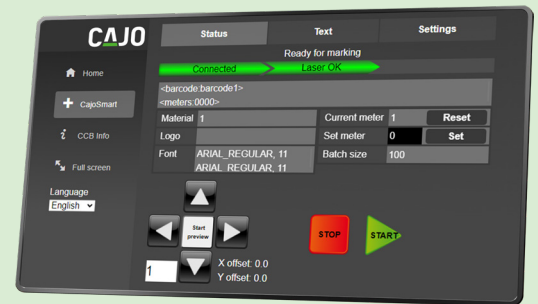 CAJO
Status Text Settings
Ready for marking
Connected Laser OK
Home
CajoSmart
CCB Info
Full screen
Language
English
<barcode:barcode1>
<meters:0000>
Material 1 Current meter 1 Reset
Logo Set meter 0 Set
Font ARIAL_REGULAR, 11 Batch size 100
ARIAL_REGULAR, 11
Start
preview
STOP START
1
X offset: 0.0
Y offset: 0.0